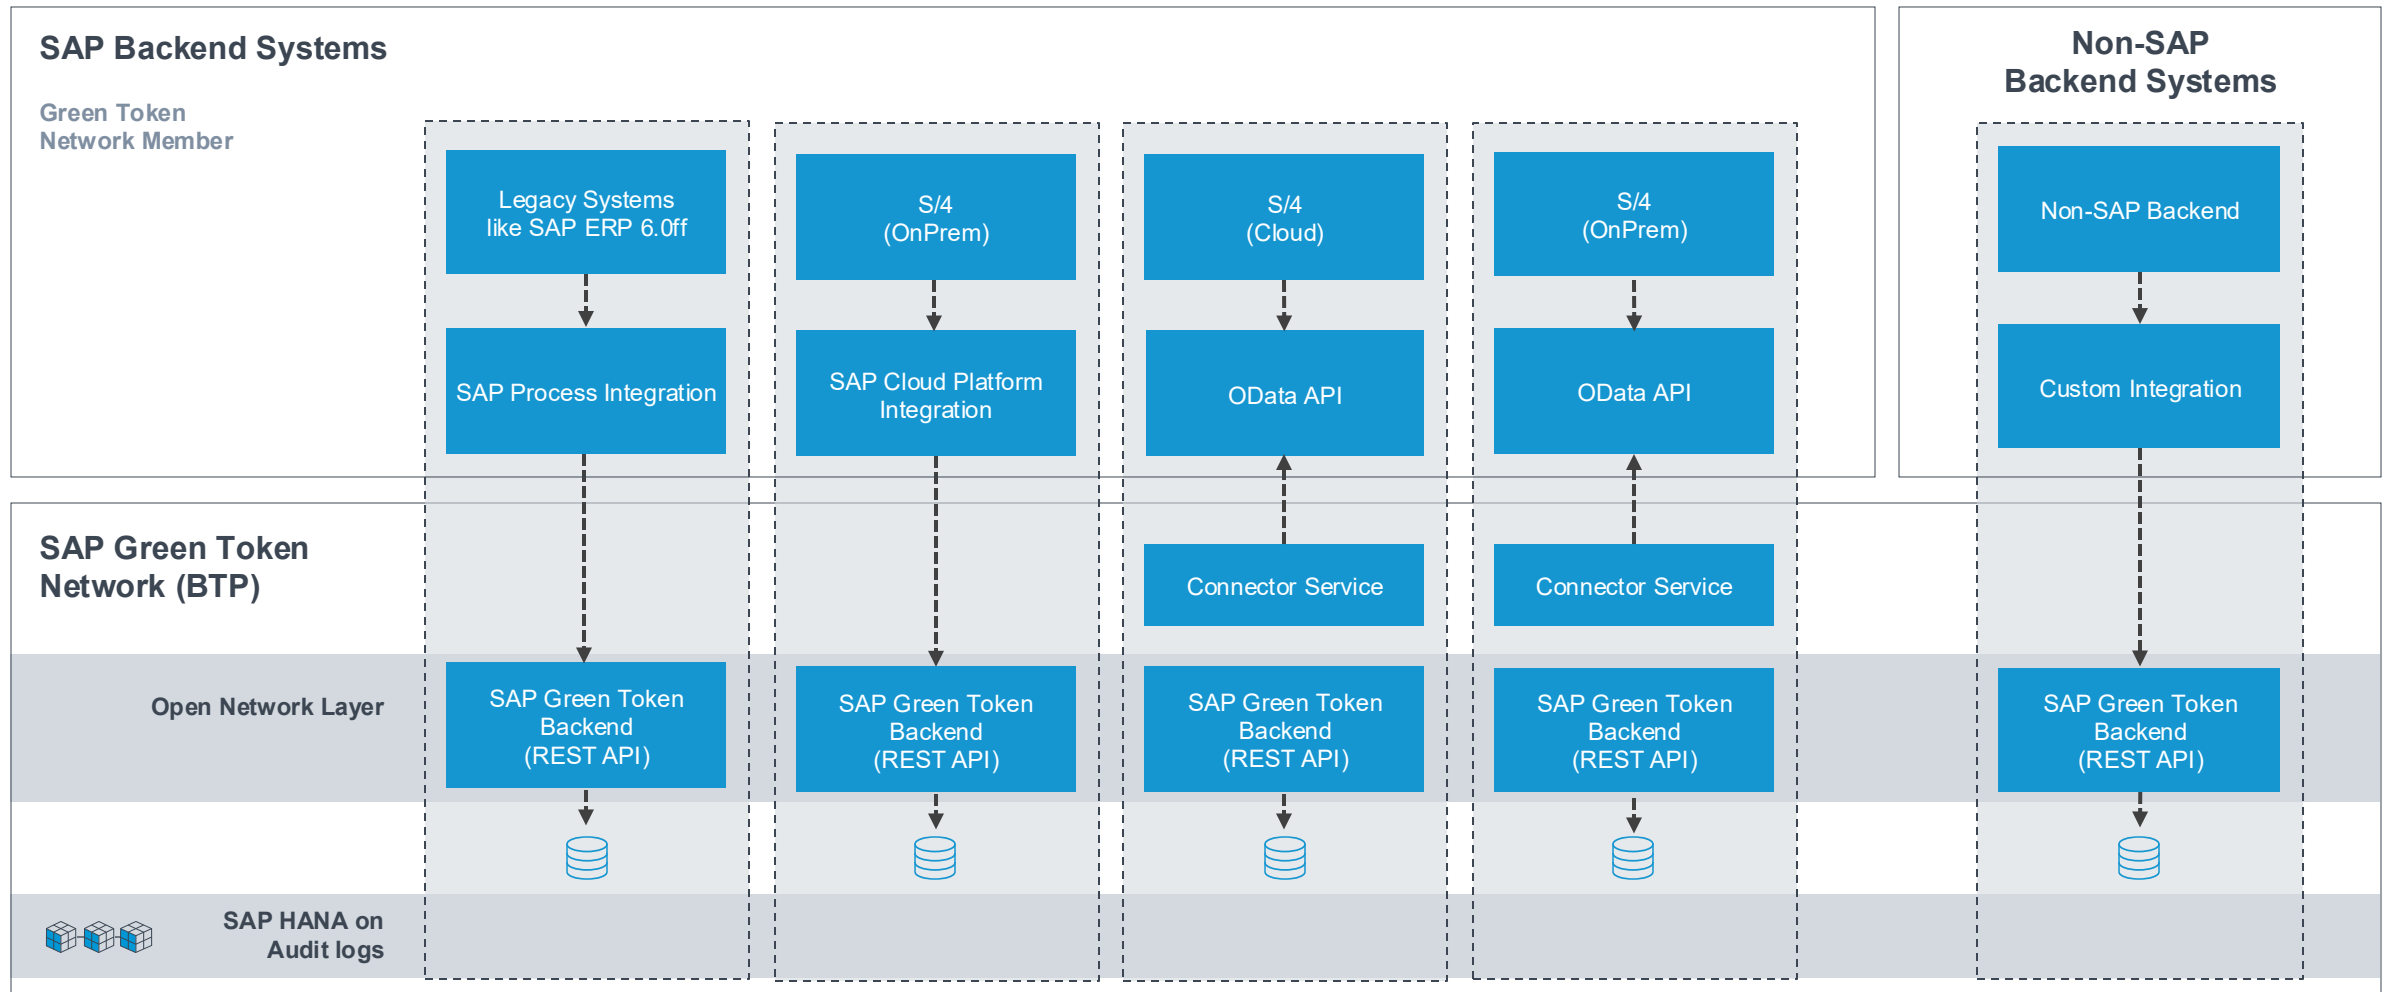 SAP Backend Systems
Green Token
Network Member
Non-SAP
Backend Systems
Legacy Systems
like SAP ERP 6.0ff
S/4
(OnPrem)
S/4
(Cloud)
S/4
(OnPrem)
Non-SAP Backend
SAP Process Integration
SAP Cloud Platform
Integration
OData API
OData API
Custom Integration
SAP Green Token
Network (BTP)
Connector Service
Connector Service
Open Network Layer
SAP Green Token
Backend
(REST API)
SAP Green Token
Backend
(REST API)
SAP Green Token
Backend
(REST API)
SAP Green Token
Backend
(REST API)
SAP Green Token
Backend
(REST API)
SAP HANA on
Audit logs